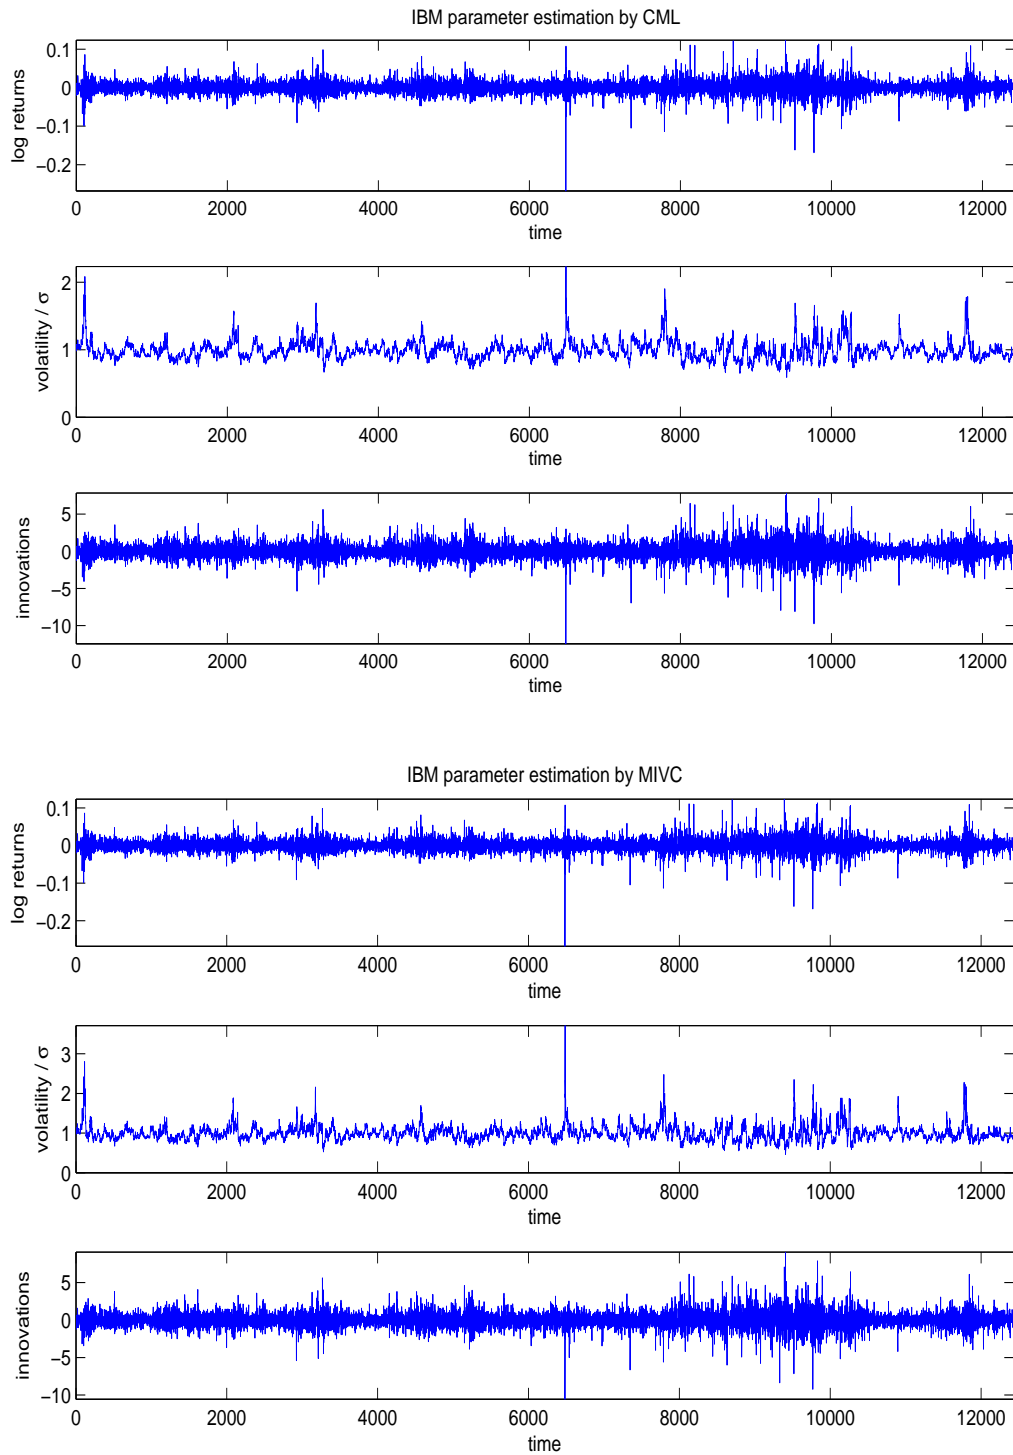 IBM parameter estimation by CML
0.1
0
−0.1
−0.2
log returns
0 2000 4000 6000 8000 10000 12000
time
2
1
0
volatility / σ
0 2000 4000 6000 8000 10000 12000
time
5
0
−5
−10
innovations
0 2000 4000 6000 8000 10000 12000
time
IBM parameter estimation by MIVC
0.1
0
−0.1
−0.2
log returns
0 2000 4000 6000 8000 10000 12000
time
3
2
1
0
volatility / σ
0 2000 4000 6000 8000 10000 12000
time
5
0
−5
−10
innovations
0 2000 4000 6000 8000 10000 12000
time